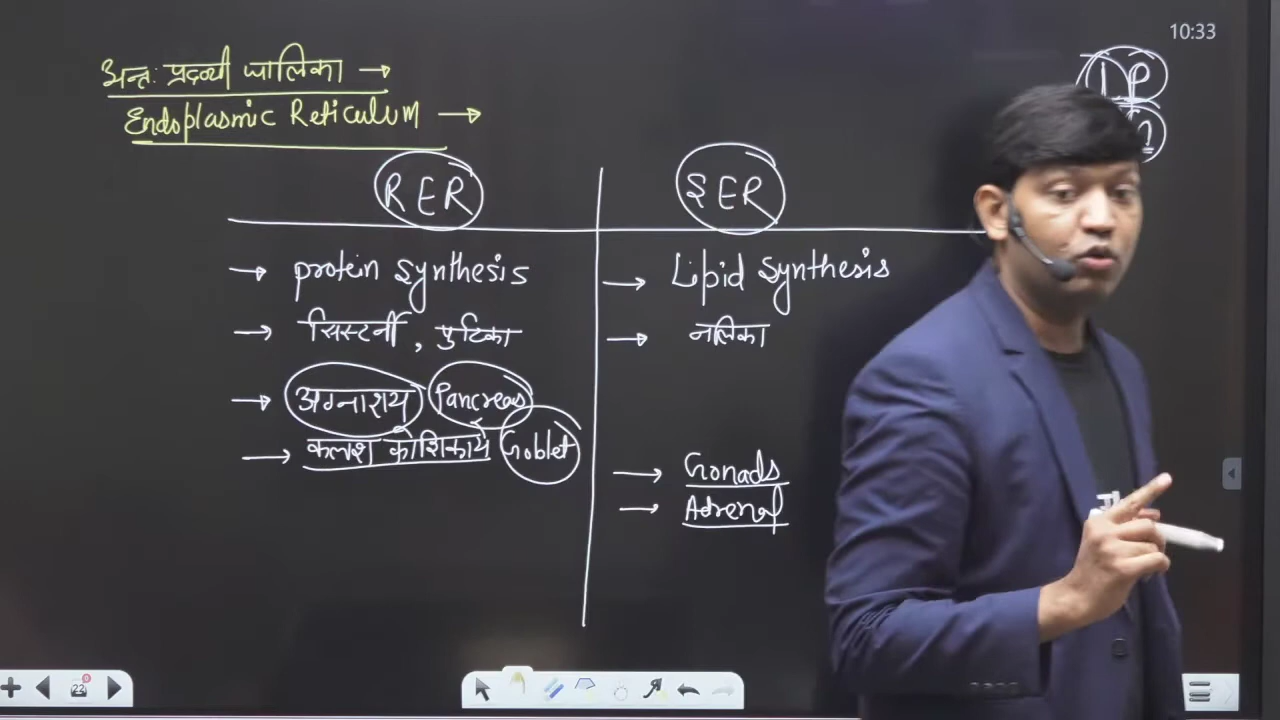 10:33
अन्तः प्रद्रव्यी जालिका →
Endoplasmic Reticulum →
RER
SER
→ protein synthesis
→ Lipid synthesis
→ सिस्टर्नी, पुटिका
→ नलिका
→ अग्नाशय Pancreas
→ कलश कोशिकायें Goblet
→ Gonads
→ Adrenal
22